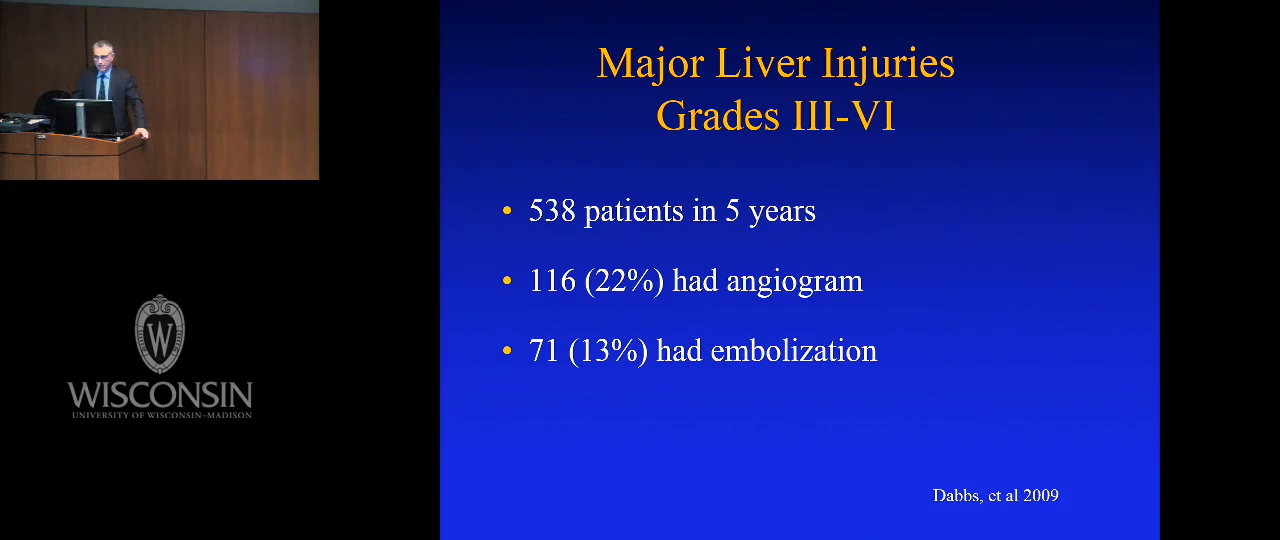 Major Liver Injuries
Grades III-VI
• 538 patients in 5 years
• 116 (22%) had angiogram
• 71 (13%) had embolization
Dabbs, et al 2009
W
WISCONSIN
UNIVERSITY OF WISCONSIN–MADISON